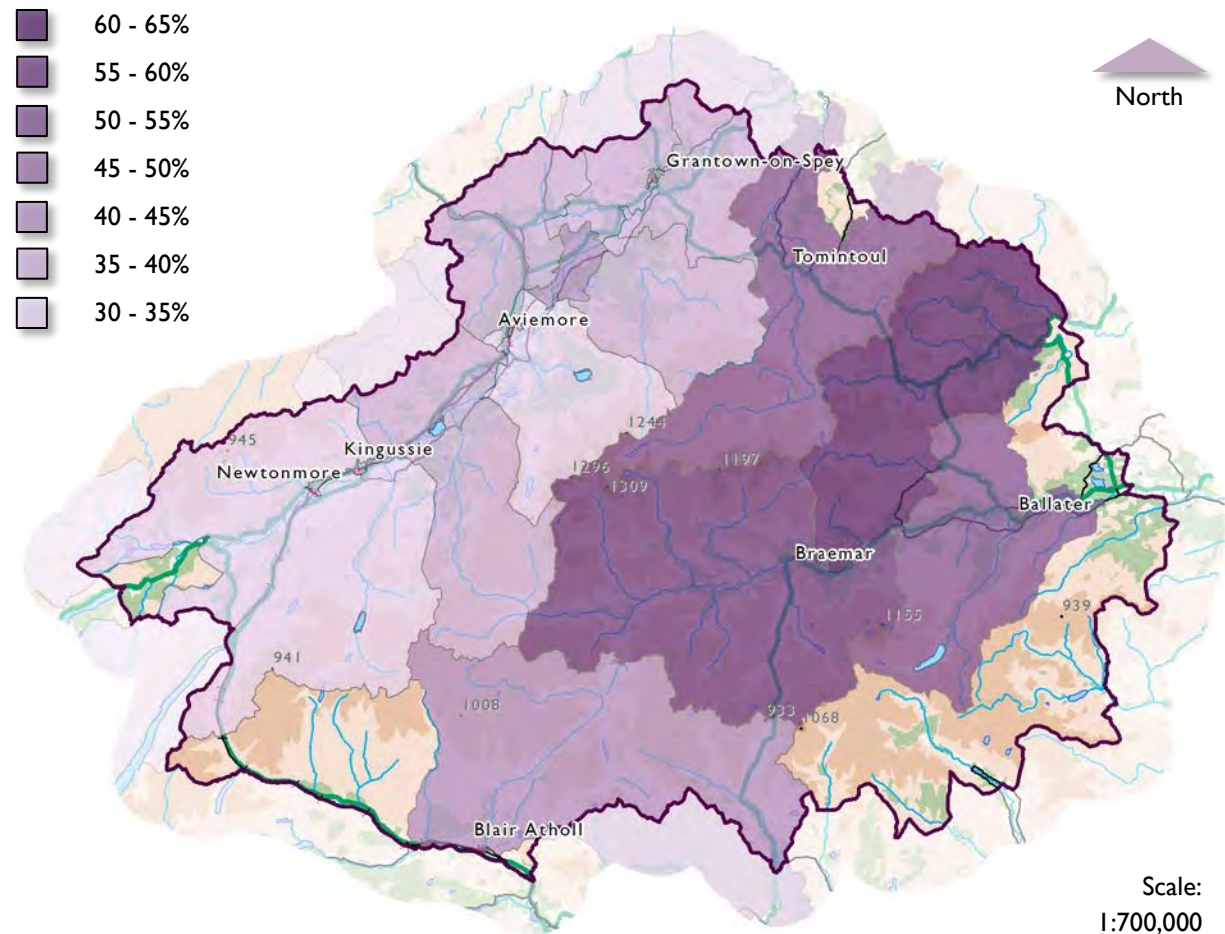 60 - 65%
55 - 60%
50 - 55%
45 - 50%
40 - 45%
35 - 40%
30 - 35%
North
Grantown-on-Spey
Tomintoul
Aviemore
1244
945
Kingussie
Newtonmore
1296
1197
1309
Ballater
Braemar
1155
939
941
1008
933
1068
Blair Atholl
Scale:
1:700,000